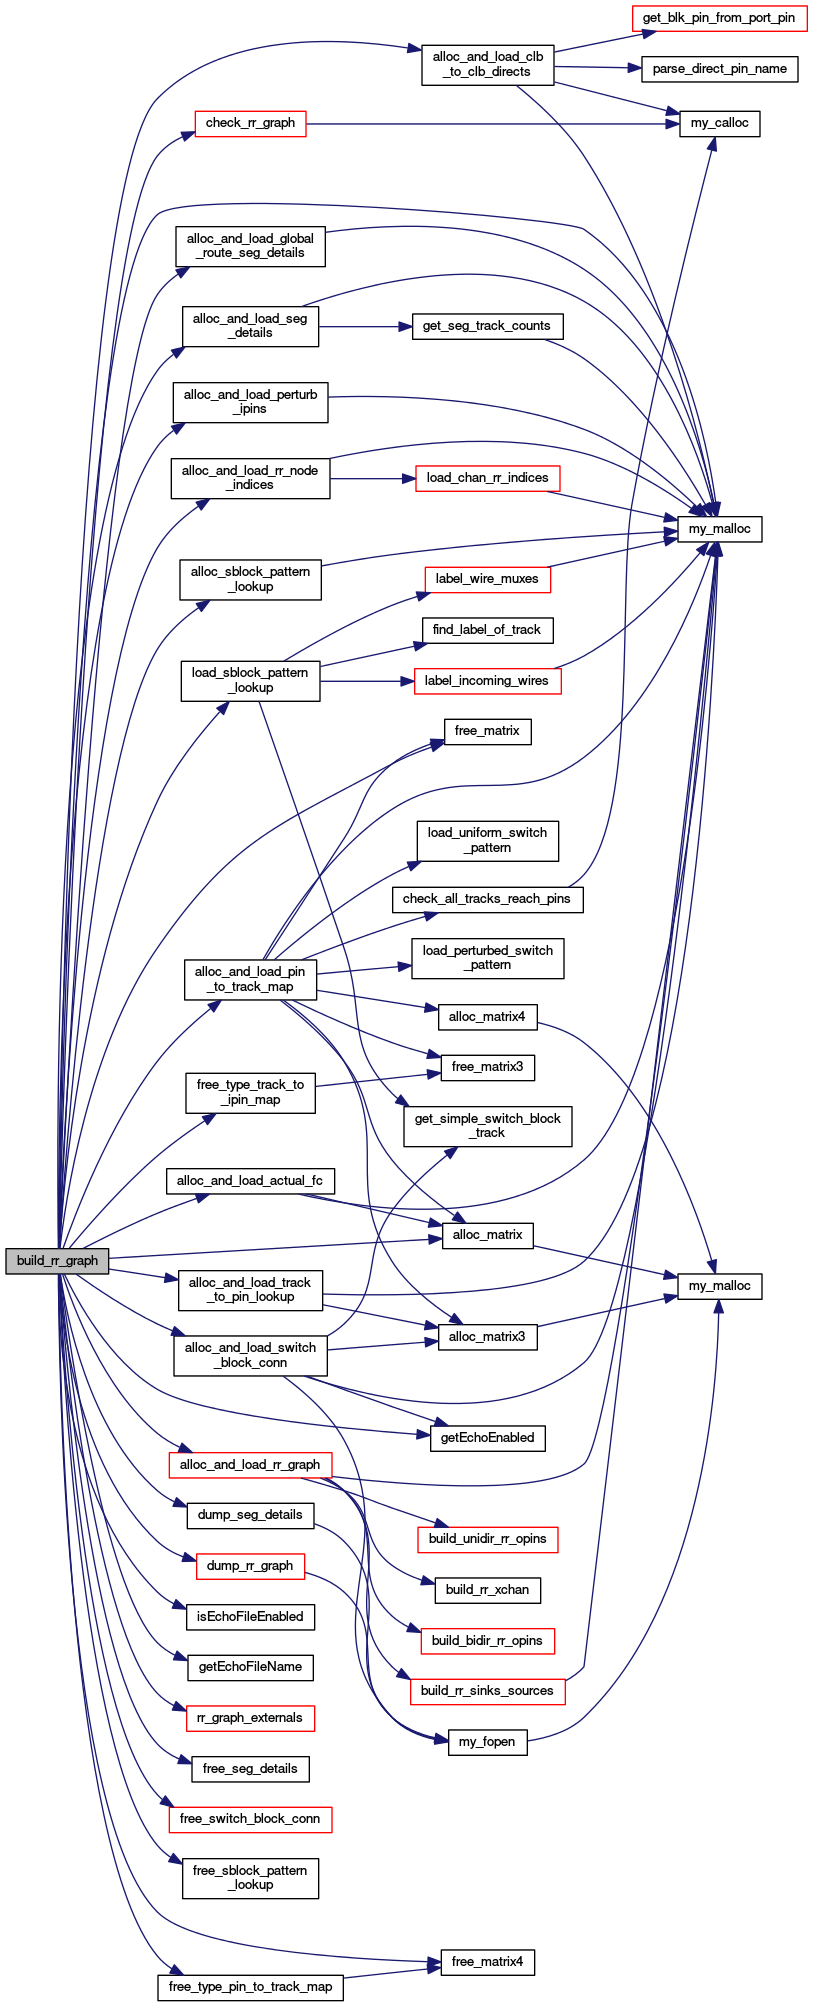 get_blk_pin_from_port_pin
alloc_and_load_clb
_to_clb_directs
parse_direct_pin_name
check_rr_graph
my_calloc
alloc_and_load_global
_route_seg_details
alloc_and_load_seg
_details
get_seg_track_counts
alloc_and_load_perturb
_ipins
alloc_and_load_rr_node
_indices
load_chan_rr_indices
my_malloc
alloc_sblock_pattern
_lookup
label_wire_muxes
find_label_of_track
load_sblock_pattern
_lookup
label_incoming_wires
free_matrix
load_uniform_switch
_pattern
check_all_tracks_reach_pins
load_perturbed_switch
_pattern
alloc_and_load_pin
_to_track_map
alloc_matrix4
free_matrix3
free_type_track_to
_ipin_map
get_simple_switch_block
_track
alloc_and_load_actual_fc
alloc_matrix
build_rr_graph
alloc_and_load_track
_to_pin_lookup
my_malloc
alloc_matrix3
alloc_and_load_switch
_block_conn
getEchoEnabled
alloc_and_load_rr_graph
dump_seg_details
build_unidir_rr_opins
dump_rr_graph
build_rr_xchan
isEchoFileEnabled
build_bidir_rr_opins
getEchoFileName
build_rr_sinks_sources
rr_graph_externals
my_fopen
free_seg_details
free_switch_block_conn
free_sblock_pattern
_lookup
free_matrix4
free_type_pin_to_track_map